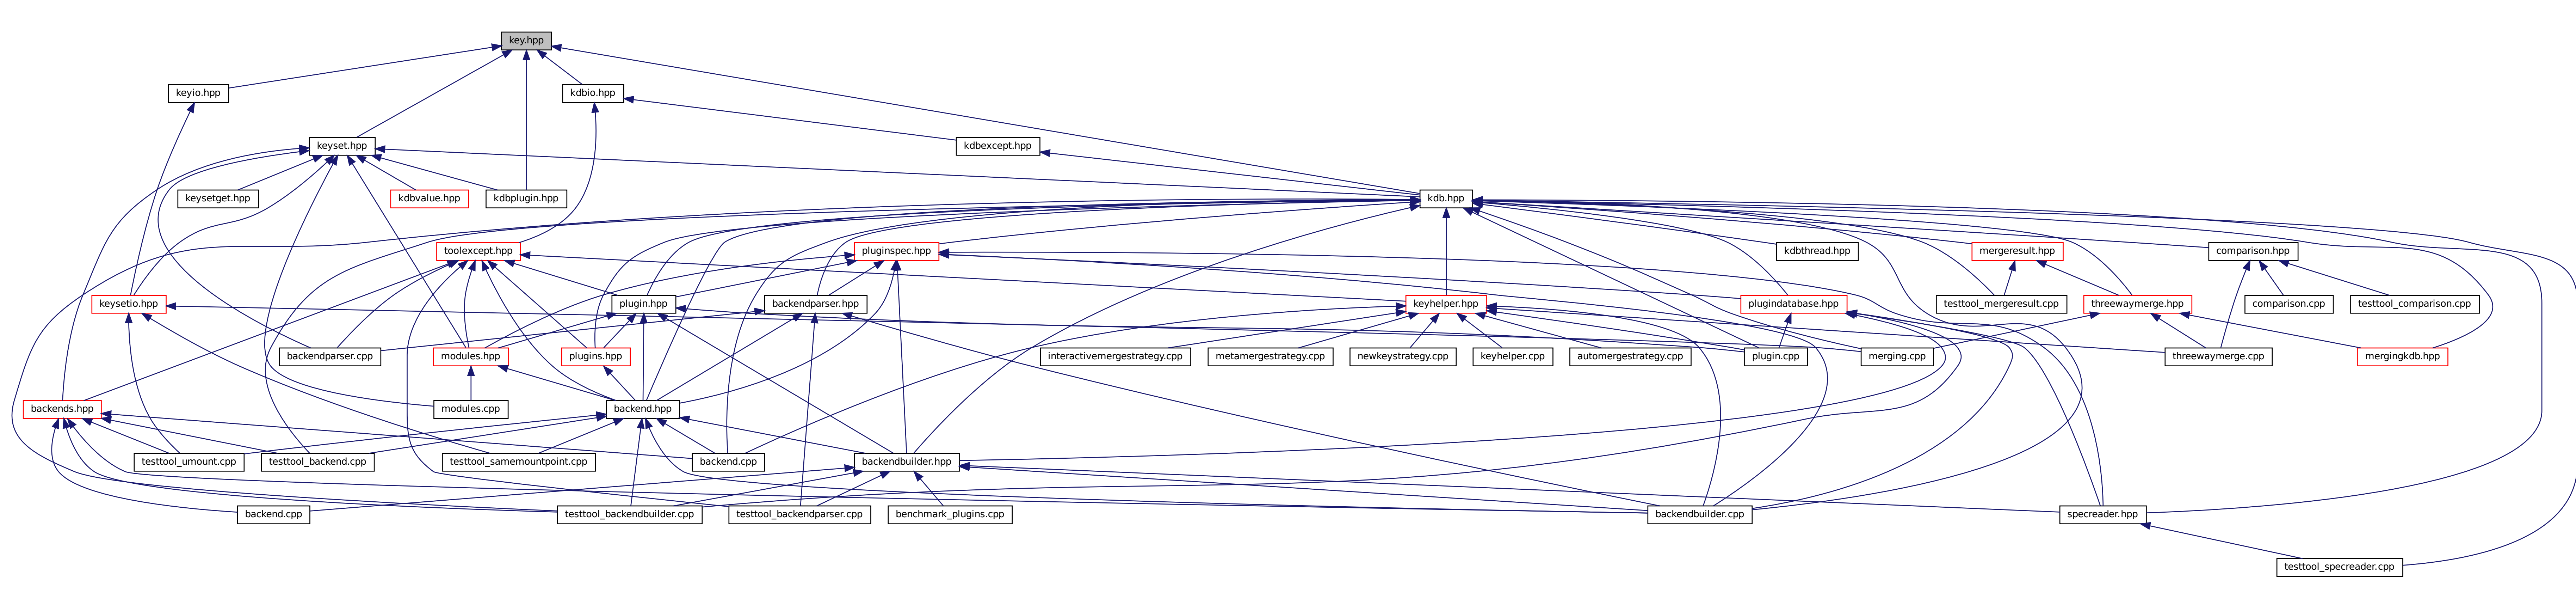 key.hpp
keyio.hpp
kdbio.hpp
keyset.hpp
kdbexcept.hpp
keysetget.hpp
kdbvalue.hpp
kdbplugin.hpp
kdb.hpp
toolexcept.hpp
pluginspec.hpp
kdbthread.hpp
mergeresult.hpp
comparison.hpp
keysetio.hpp
plugin.hpp
backendparser.hpp
keyhelper.hpp
plugindatabase.hpp
testtool_mergeresult.cpp
threewaymerge.hpp
comparison.cpp
testtool_comparison.cpp
backendparser.cpp
modules.hpp
plugins.hpp
interactivemergestrategy.cpp
metamergestrategy.cpp
newkeystrategy.cpp
keyhelper.cpp
automergestrategy.cpp
plugin.cpp
merging.cpp
threewaymerge.cpp
mergingkdb.hpp
backends.hpp
modules.cpp
backend.hpp
testtool_umount.cpp
testtool_backend.cpp
testtool_samemountpoint.cpp
backend.cpp
backendbuilder.hpp
backend.cpp
testtool_backendbuilder.cpp
testtool_backendparser.cpp
benchmark_plugins.cpp
backendbuilder.cpp
specreader.hpp
testtool_specreader.cpp